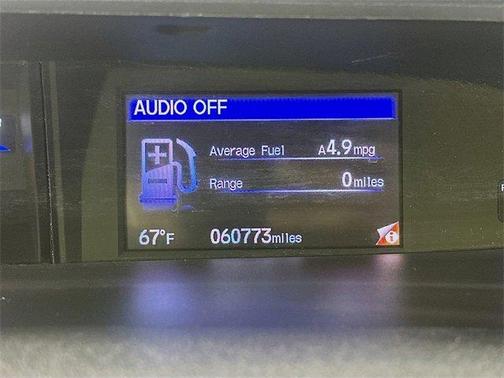 AUDIO OFF
Average Fuel A4.9mpg
Range 0miles
67°F 060773miles